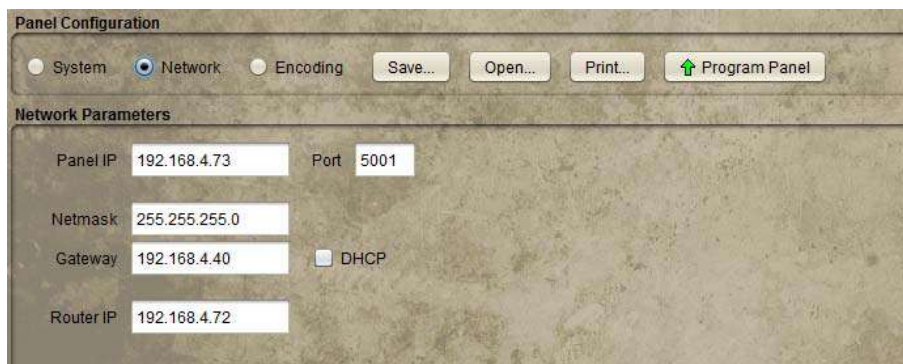 Panel Configuration
System Network Encoding Save... Open... Print... Program Panel
Network Parameters
Panel IP 192.168.4.73 Port 5001
Netmask 255.255.255.0
Gateway 192.168.4.40 DHCP
Router IP 192.168.4.72